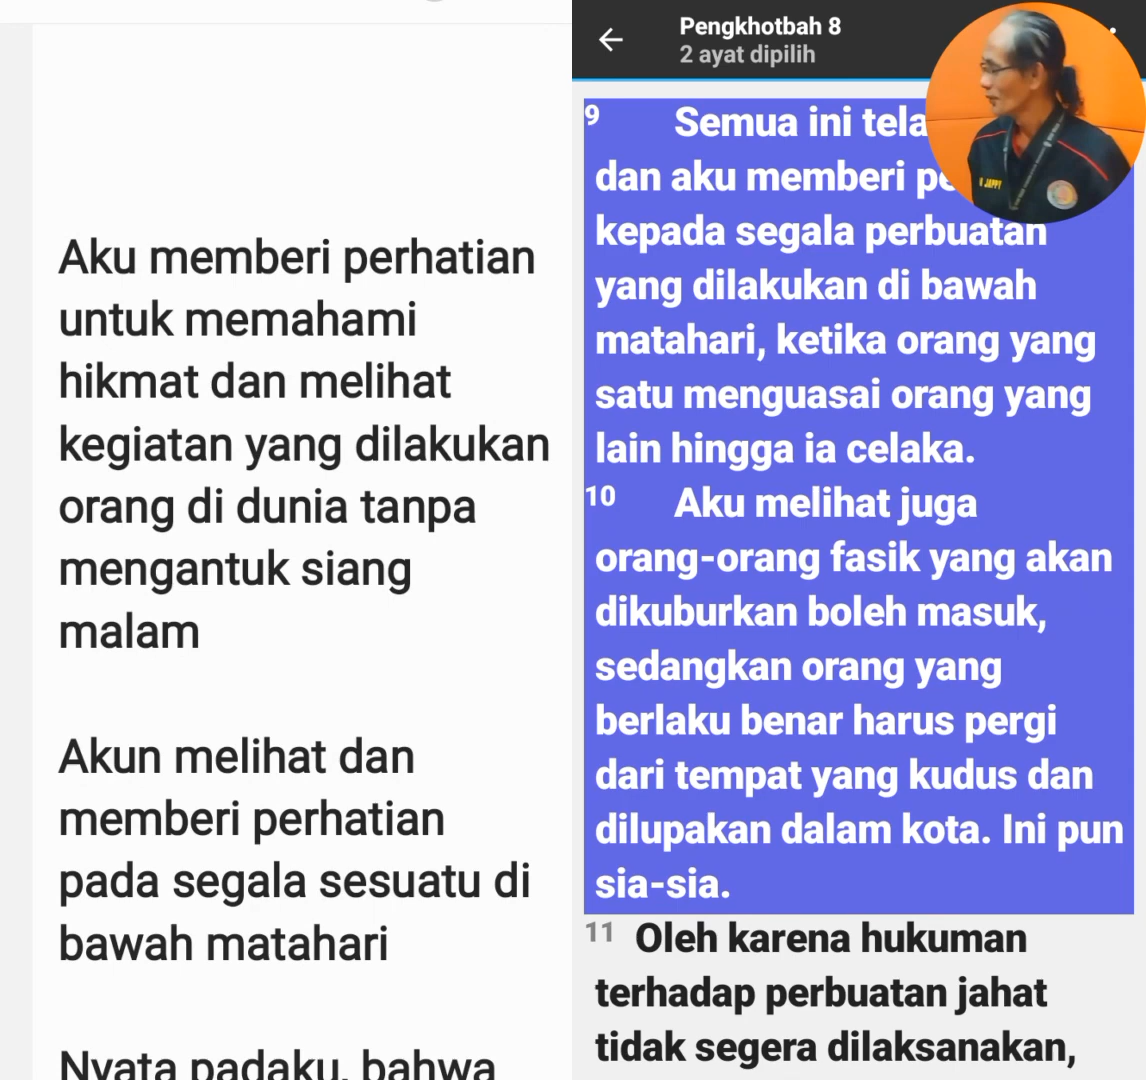 Aku memberi perhatian
untuk memahami
hikmat dan melihat
kegiatan yang dilakukan
orang di dunia tanpa
mengantuk siang
malam
Akun melihat dan
memberi perhatian
pada segala sesuatu di
bawah matahari
Nyata padaku, bahwa
Pengkhotbah 8
2 ayat dipilih
9 Semua ini
dan aku memberi
kepada segala perbuatan
yang dilakukan di bawah
matahari, ketika orang yang
satu menguasai orang yang
lain hingga ia celaka.
10 Aku melihat juga
orang-orang fasik yang akan
dikuburkan boleh masuk,
sedangkan orang yang
berlaku benar harus pergi
dari tempat yang kudus dan
dilupakan dalam kota. Ini pun
sia-sia.
11 Oleh karena hukuman
terhadap perbuatan jahat
tidak segera dilaksanakan,